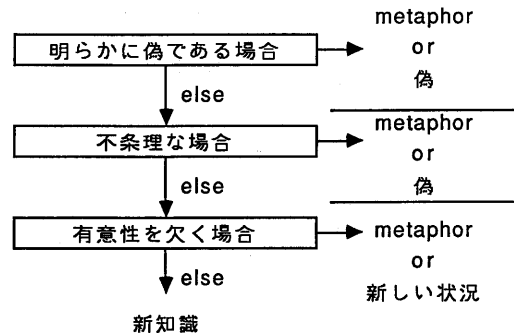 metaphor
or
偽
明らかに偽である場合
else
metaphor
or
偽
不条理な場合
else
metaphor
or
新しい状況
有意性を欠く場合
else
新知識